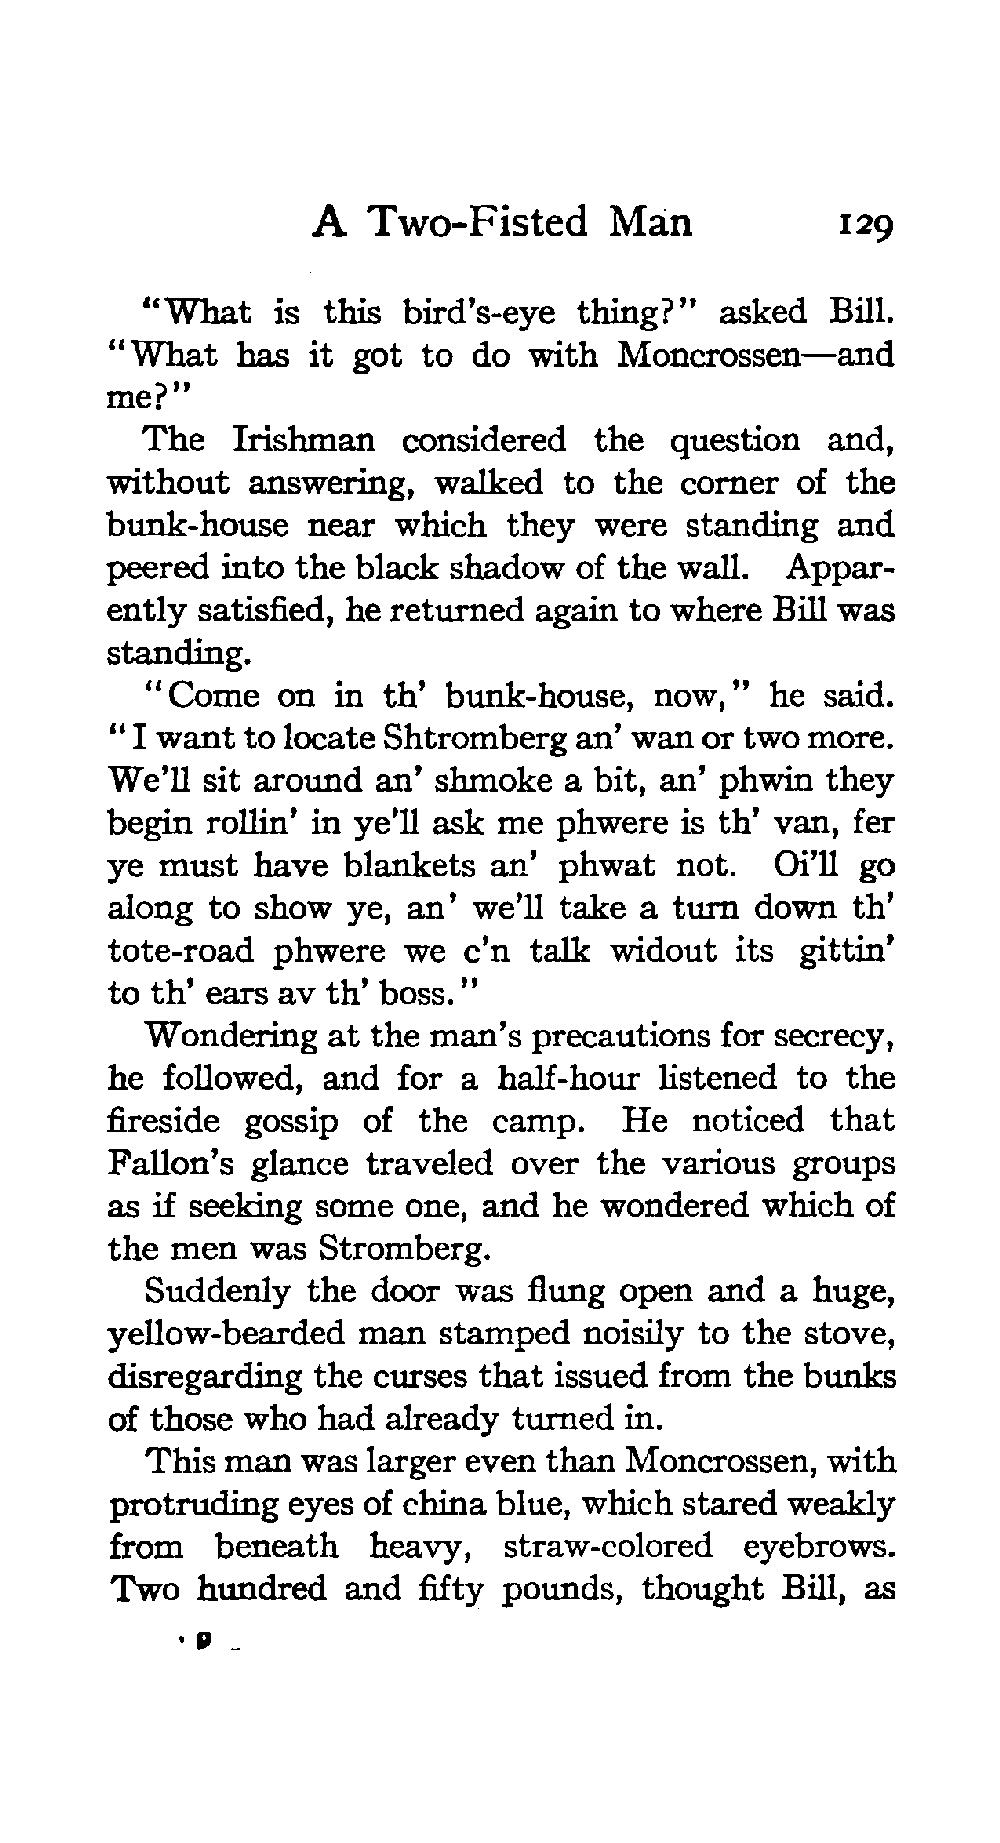 A Two-Fisted Man 129
"What is this bird's-eye thing?" asked Bill.
"What has it got to do with Moncrossen—and
me?"
The Irishman considered the question and,
without answering, walked to the corner of the
bunk-house near which they were standing and
peered into the black shadow of the wall. Appar-
ently satisfied, he returned again to where Bill was
standing.
"Come on in th' bunk-house, now," he said.
"I want to locate Shtromberg an' wan or two more.
We'll sit around an' shmoke a bit, an' phwin they
begin rollin' in ye'll ask me phwere is th' van, fer
ye must have blankets an' phwat not. Oi'll go
along to show ye, an' we'll take a turn down th'
tote-road phwere we c'n talk widout its gittin'
to th' ears av th' boss."
Wondering at the man's precautions for secrecy,
he followed, and for a half-hour listened to the
fireside gossip of the camp. He noticed that
Fallon's glance traveled over the various groups
as if seeking some one, and he wondered which of
the men was Stromberg.
Suddenly the door was flung open and a huge,
yellow-bearded man stamped noisily to the stove,
disregarding the curses that issued from the bunks
of those who had already turned in.
This man was larger even than Moncrossen, with
protruding eyes of china blue, which stared weakly
from beneath heavy, straw-colored eyebrows.
Two hundred and fifty pounds, thought Bill, as